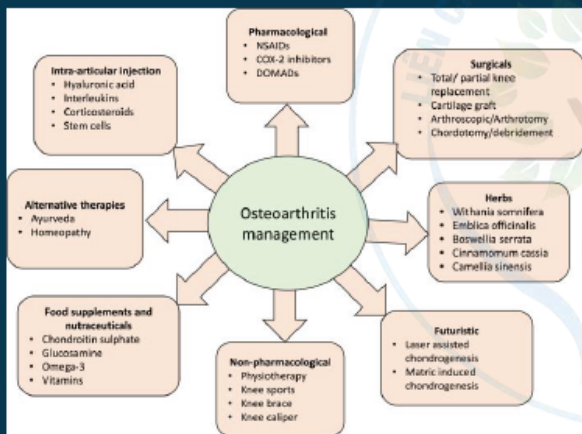 Pharmacological
• NSAIDs
• COX-2 inhibitors
• DOMADs
Intra-articular injection
• Hyaluronic acid
• Interleukins
• Corticosteroids
• Stem cells
Surgicals
• Total/ partial knee
replacement
• Cartilage graft
• Arthroscopic/Arthrotomy
• Chordotomy/debridement
Alternative therapies
• Ayurveda
• Homeopathy
Osteoarthritis
management
Herbs
• Withania somnifera
• Emblica officinalis
• Boswellia serrata
• Cinnamomum cassia
• Camellia sinensis
Food supplements and
nutraceuticals
• Chondroitin sulphate
• Glucosamine
• Omega-3
• Vitamins
Non-pharmacological
• Physiotherapy
• Knee sports
• Knee brace
• Knee caliper
Futuristic
• Laser assisted
chondrogenesis
• Matric induced
chondrogenesis